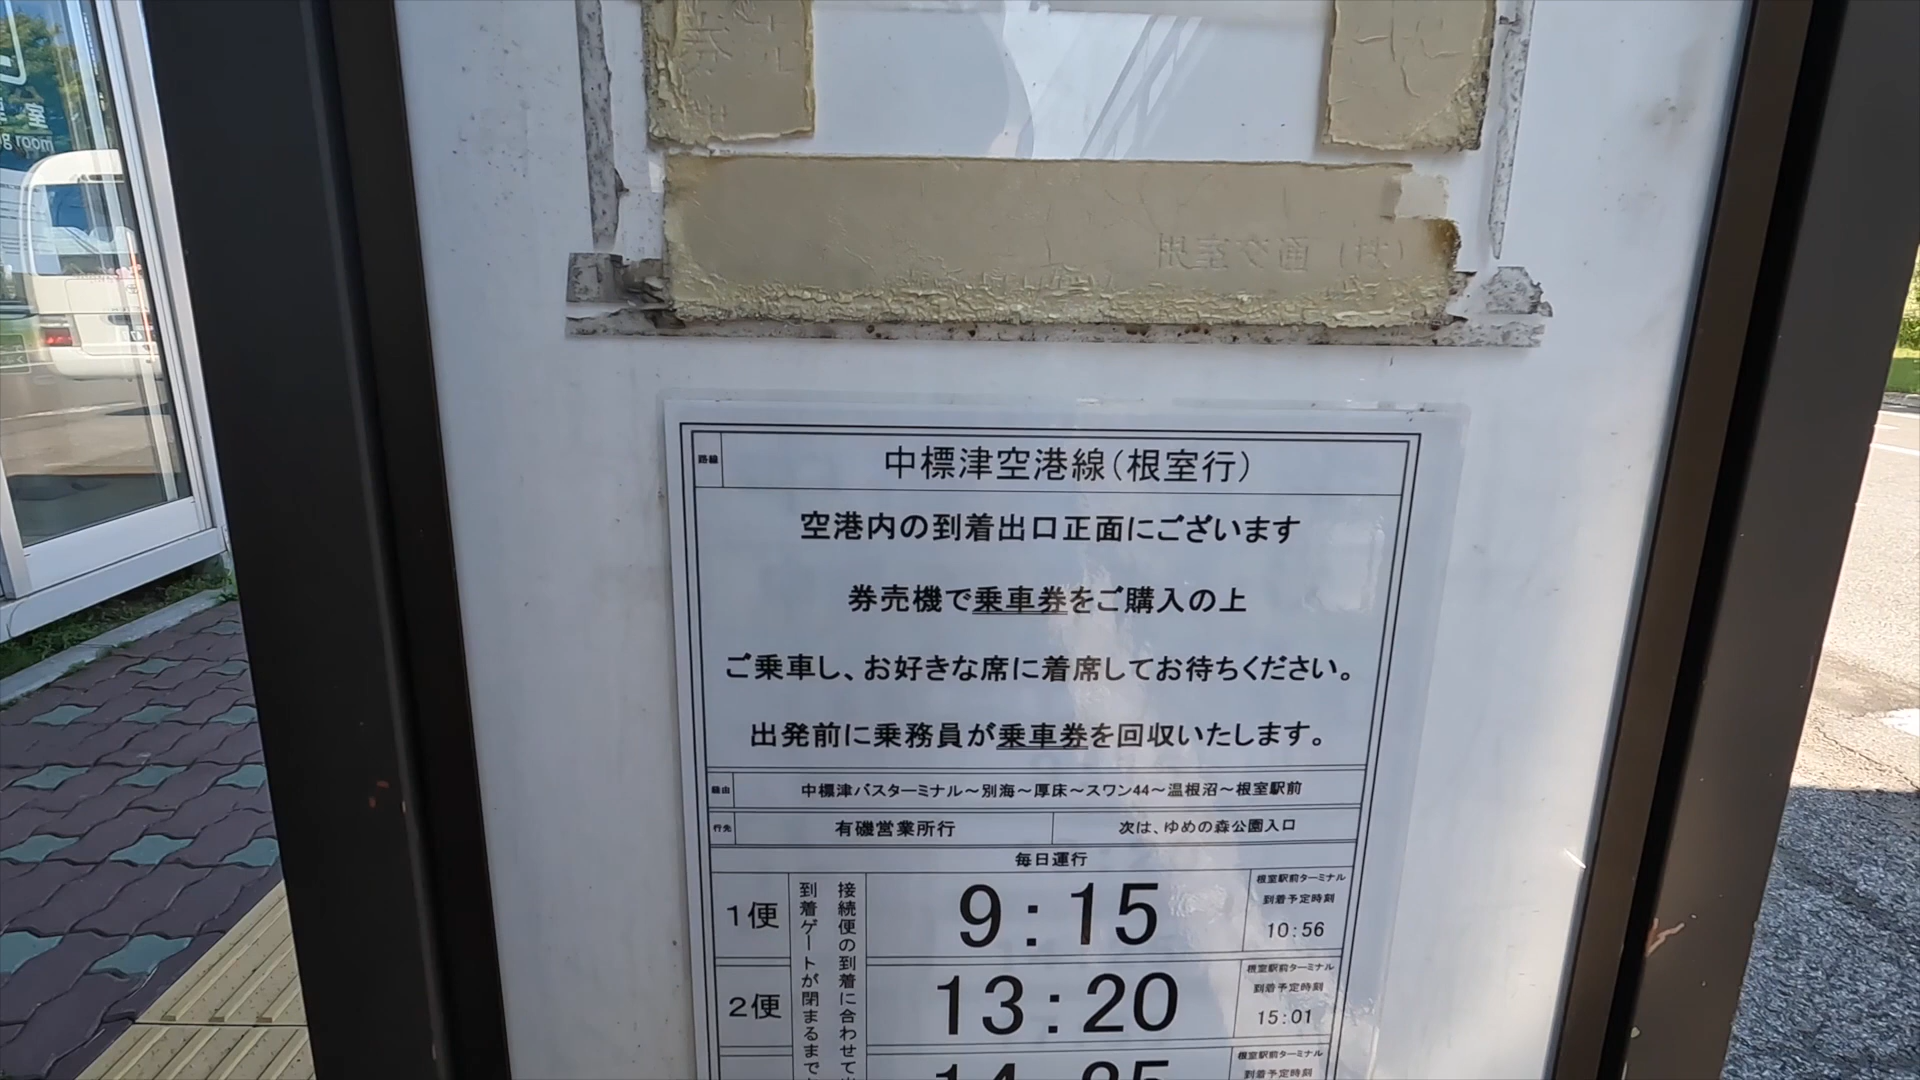 室
g room
根室交通（株）
路線
中標津空港線(根室行)
空港内の到着出口正面にございます
券売機で乗車券をご購入の上
ご乗車し、お好きな席に着席してお待ちください。
出発前に乗務員が乗車券を回収いたします。
経由
中標津バスターミナル～別海～厚床～スワン44～温根沼～根室駅前
行先
有磯営業所行
次は、ゆめの森公園入口
毎日運行
1便
接続便の到着に合わせて
到着ゲートが閉まるまで
9:15
根室駅前ターミナル
到着予定時刻
10:56
2便
13:20
根室駅前ターミナル
到着予定時刻
15:01
根室駅前ターミナル
到着予定時刻